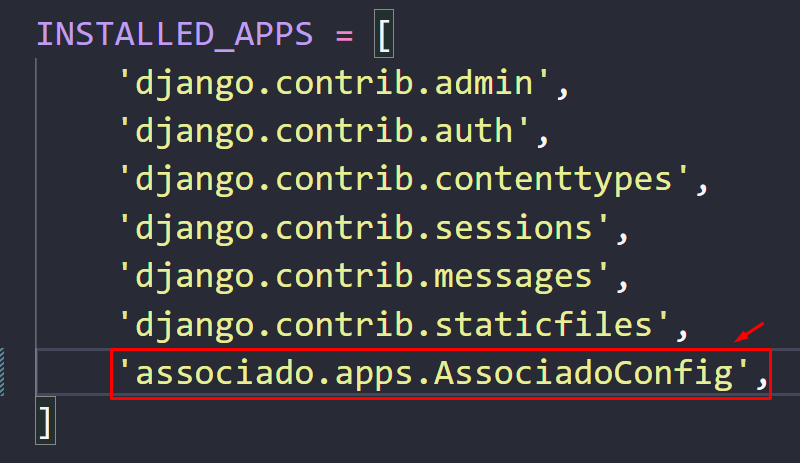 INSTALLED_APPS = [
'django.contrib.admin',
'django.contrib.auth',
'django.contrib.contenttypes',
'django.contrib.sessions',
'django.contrib.messages',
'django.contrib.staticfiles',
'associado.apps.AssociadoConfig',
]